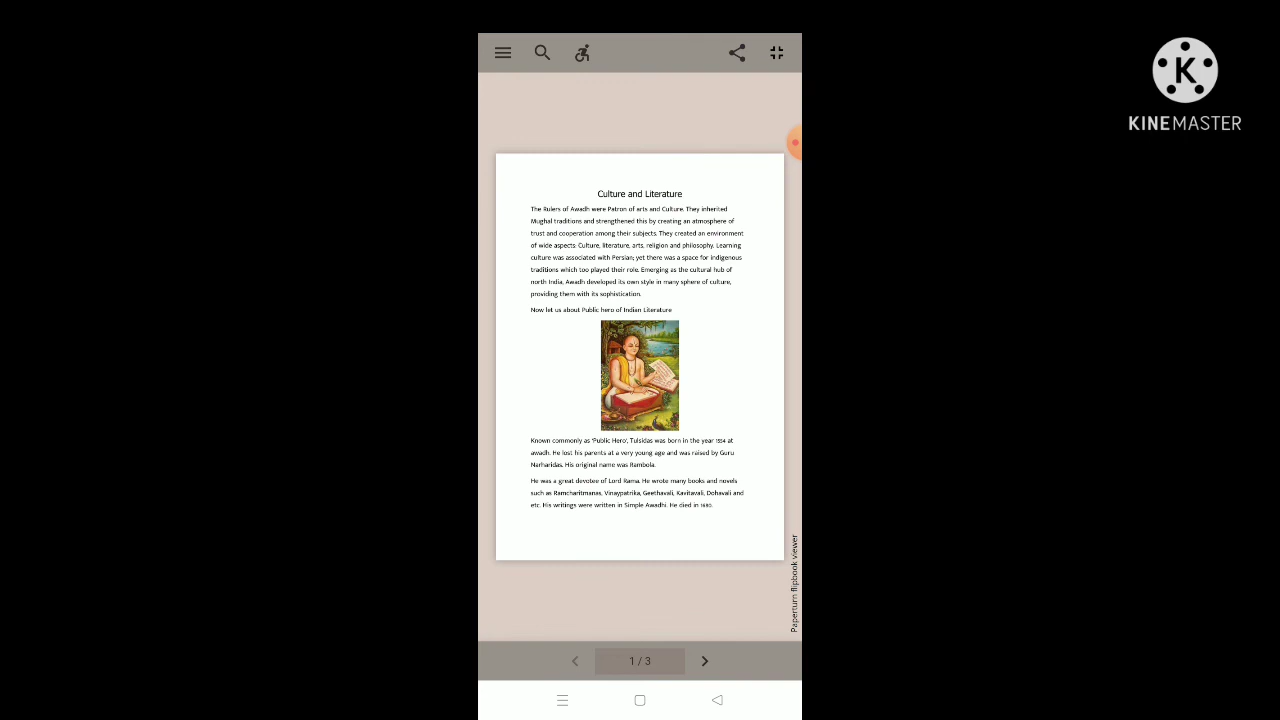 K
KINEMASTER
Culture and Literature
The Rulers of Awadh were Patron of arts and Culture. They inherited
Mughal traditions and strengthened this by creating an atmosphere of
trust and cooperation among their subjects. They created an environment
of wide aspects: Culture, literature, arts, religion and philosophy. Learning
culture was associated with Persian; yet there was a space for indigenous
traditions which too played their role. Emerging as the cultural hub of
north India, Awadh developed its own style in many sphere of culture,
providing them with its sophistication.
Now let us about Public hero of Indian Literature
Known commonly as 'Public Hero', Tulsidas was born in the year 1554 at
awadh. He lost his parents at a very young age and was raised by Guru
Narharidas. His original name was Rambola.
He was a great devotee of Lord Rama. He wrote many books and novels
such as Ramcharitmanas, Vinaypatrika, Geethavali, Kavitavali, Dohavali and
etc. His writings were written in Simple Awadhi. He died in 1680.
Paperturn flipbook viewer
1 / 3